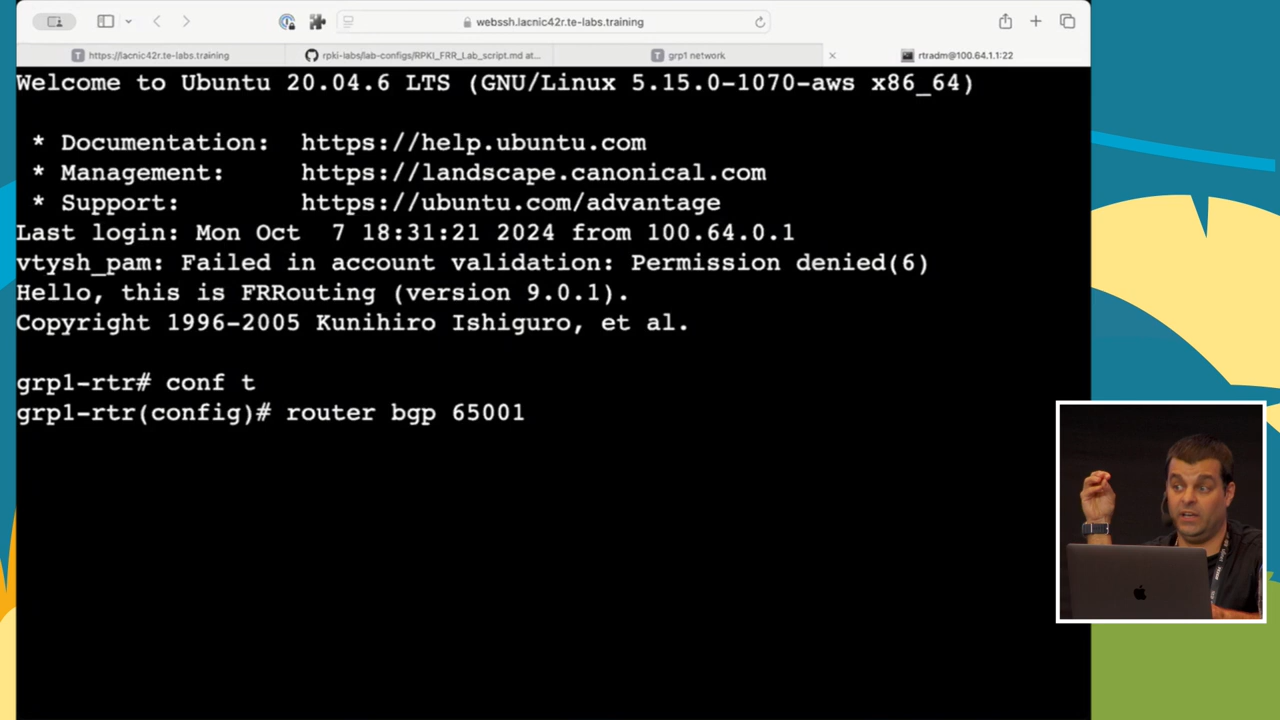 webssh.lacnic42r.te-labs.training
https://lacnic42r.te-labs.training
rpki-labs/lab-configs/RPKI_FRR_Lab_script.md at...
grp1 network
rtradm@100.64.1.1:22
Welcome to Ubuntu 20.04.6 LTS (GNU/Linux 5.15.0-1070-aws x86_64)
* Documentation:  https://help.ubuntu.com
* Management:     https://landscape.canonical.com
* Support:        https://ubuntu.com/advantage
Last login: Mon Oct  7 18:31:21 2024 from 100.64.0.1
vtysh_pam: Failed in account validation: Permission denied(6)
Hello, this is FRRouting (version 9.0.1).
Copyright 1996-2005 Kunihiro Ishiguro, et al.
grp1-rtr# conf t
grp1-rtr(config)# router bgp 65001